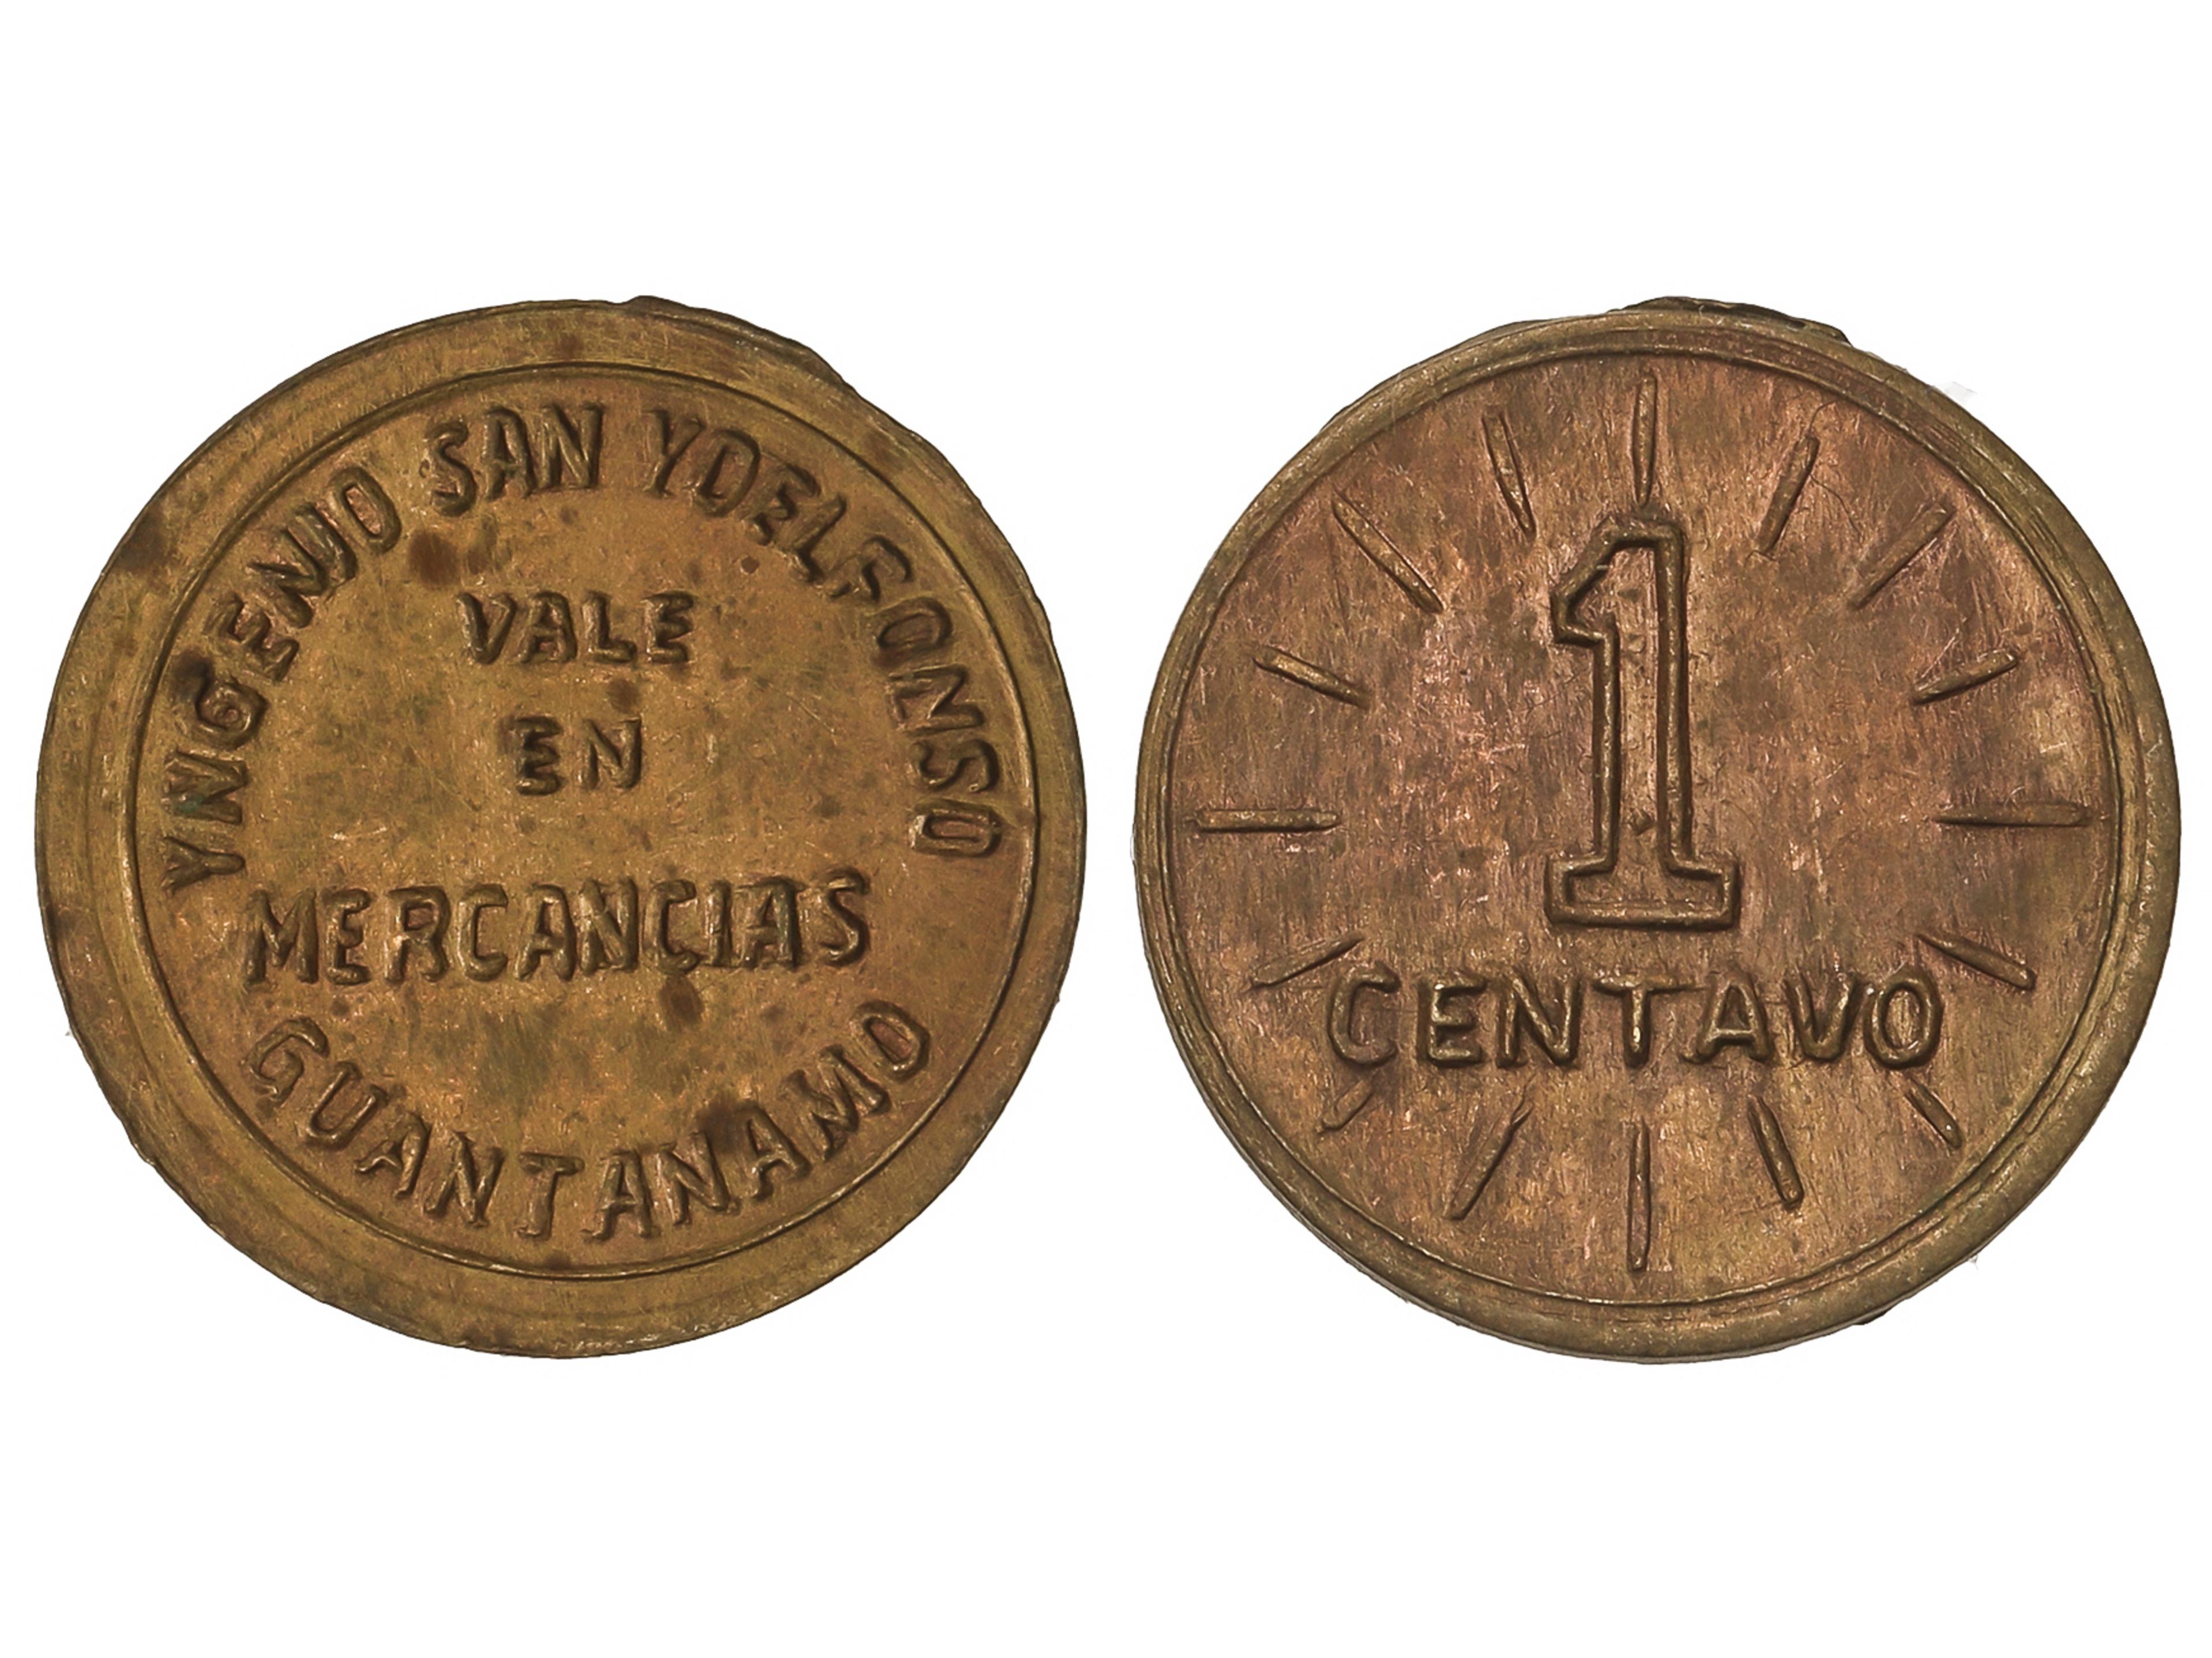 YNGENIO SAN YDELFONSO
VALE
EN
MERCANCIAS
GUANTANAMO
1
CENTAVO